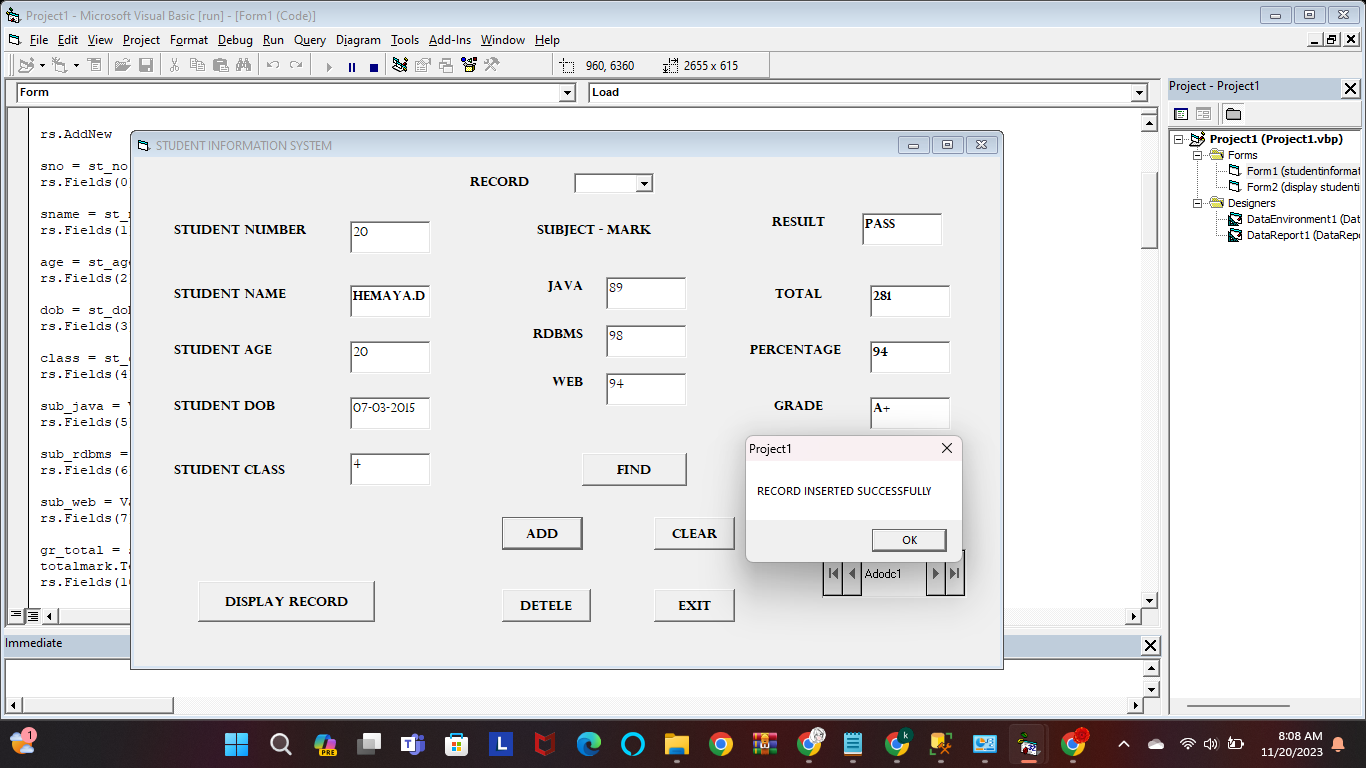 Project1 - Microsoft Visual Basic [run] - [Form1 (Code)]
File Edit View Project Format Debug Run Query Diagram Tools Add-Ins Window Help
960, 6360 2655 x 615
Form Load
Project - Project1
Project1 (Project1.vbp)
Forms
Form1 (studentinformat
Form2 (display studenti
Designers
DataEnvironment1 (Dat
DataReport1 (DataRepo
rs.AddNew
sno = st_no
rs.Fields(0
sname = st_
rs.Fields(1
age = st_age
rs.Fields(2
dob = st_dob
rs.Fields(3
class = st_
rs.Fields(4
sub_java = V
rs.Fields(5
sub_rdbms =
rs.Fields(6
sub_web = Va
rs.Fields(7
gr_total =
totalmark.Te
rs.Fields(10
STUDENT INFORMATION SYSTEM
RECORD
STUDENT NUMBER 20
SUBJECT - MARK
RESULT PASS
STUDENT NAME HEMAYA.D
JAVA 89
TOTAL 281
STUDENT AGE 20
RDBMS 98
PERCENTAGE 94
STUDENT DOB 07-03-2015
WEB 94
GRADE A+
STUDENT CLASS 4
FIND
ADD CLEAR
DISPLAY RECORD
DETELE EXIT
Project1
RECORD INSERTED SUCCESSFULLY
OK
Adodc1
Immediate
1
PRE
L
k
8:08 AM
11/20/2023